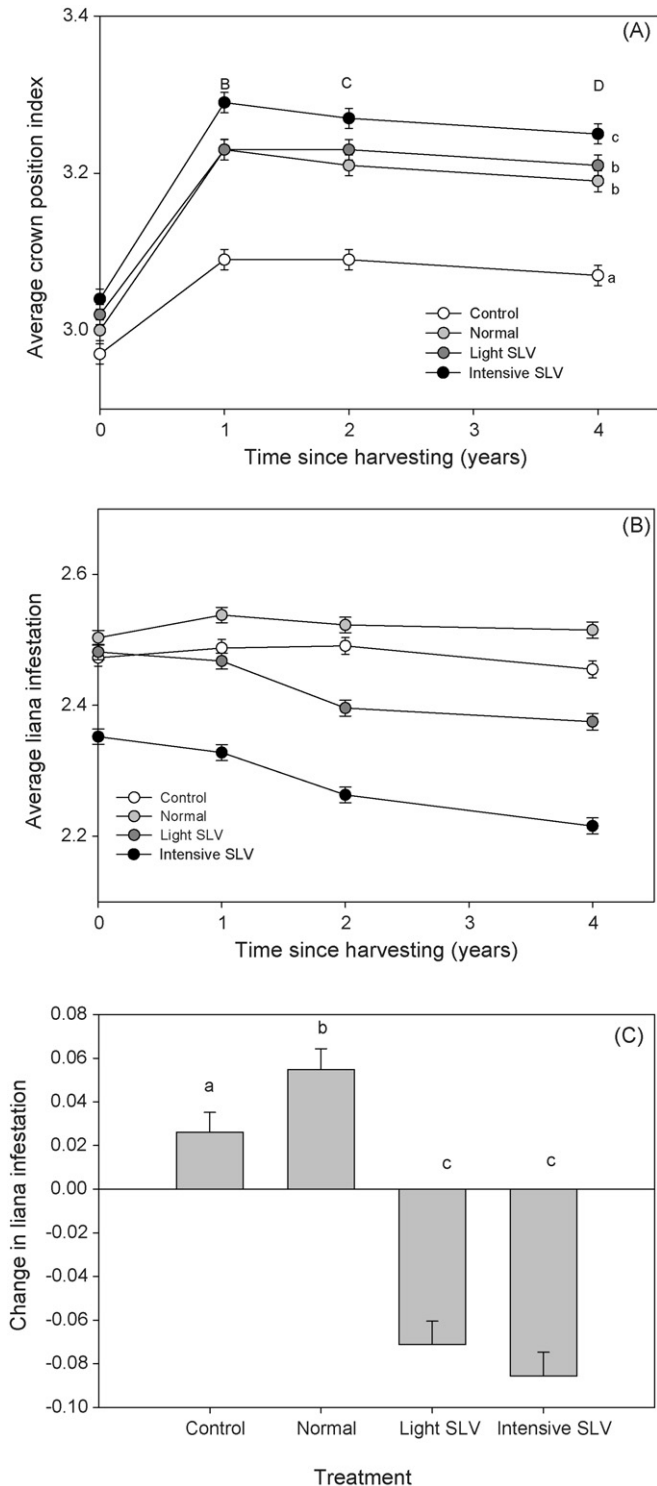 (A)
Average crown position index
3.4
3.2
3.0
B
C
D
c
b
b
a
Control
Normal
Light SLV
Intensive SLV
0
1
2
3
4
Time since harvesting (years)
(B)
Average liana infestation
2.6
2.4
2.2
Control
Normal
Light SLV
Intensive SLV
0
1
2
3
4
Time since harvesting (years)
(C)
Change in liana infestation
0.08
0.06
0.04
0.02
0.00
-0.02
-0.04
-0.06
-0.08
-0.10
a
b
c
c
Control
Normal
Light SLV
Intensive SLV
Treatment